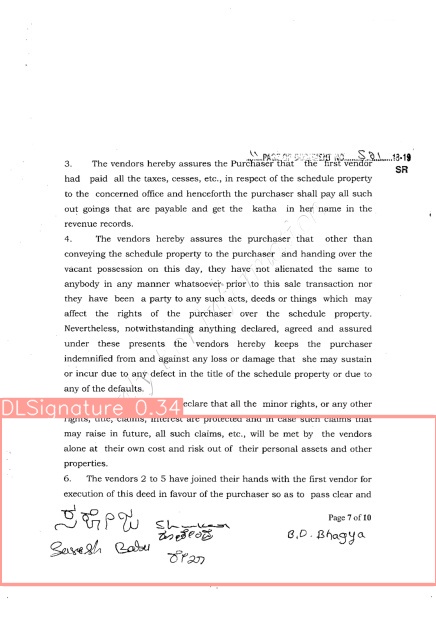 11 PAGE OF DOCUMENT NO......581......18-19
SR
3. The vendors hereby assures the Purchaser that the first vendor
had paid all the taxes, cesses, etc., in respect of the schedule property
to the concerned office and henceforth the purchaser shall pay all such
out goings that are payable and get the katha in her name in the
revenue records.
4. The vendors hereby assures the purchaser that other than
conveying the schedule property to the purchaser and handing over the
vacant possession on this day, they have not alienated the same to
anybody in any manner whatsoever prior to this sale transaction nor
they have been a party to any such acts, deeds or things which may
affect the rights of the purchaser over the schedule property.
Nevertheless, notwithstanding anything declared, agreed and assured
under these presents the vendors hereby keeps the purchaser
indemnified from and against any loss or damage that she may sustain
or incur due to any defect in the title of the schedule property or due to
any of the defaults.
DLSignature 0.34
eclare that all the minor rights, or any other
rights, title, claims, interest are protected and in case such claims that
may raise in future, all such claims, etc., will be met by the vendors
alone at their own cost and risk out of their personal assets and other
properties.
6. The vendors 2 to 5 have joined their hands with the first vendor for
execution of this deed in favour of the purchaser so as to pass clear and
Page 7 of 10
Suresh Babu
B.D. Bhagya